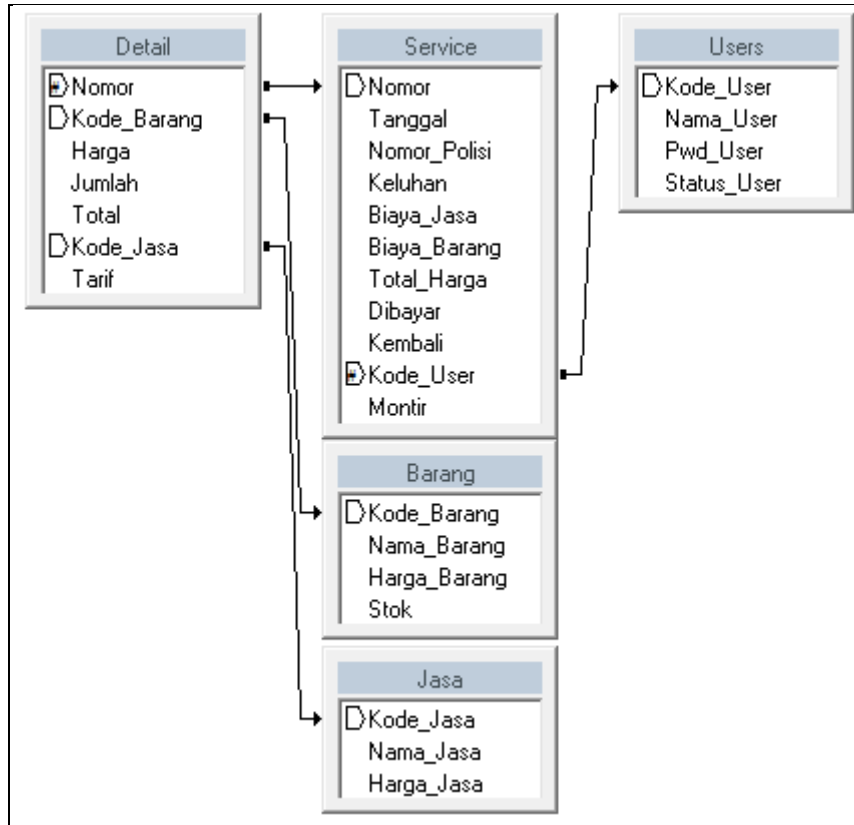 Detail
Nomor
Kode_Barang
Harga
Jumlah
Total
Kode_Jasa
Tarif
Service
Nomor
Tanggal
Nomor_Polisi
Keluhan
Biaya_Jasa
Biaya_Barang
Total_Harga
Dibayar
Kembali
Kode_User
Montir
Users
Kode_User
Nama_User
Pwd_User
Status_User
Barang
Kode_Barang
Nama_Barang
Harga_Barang
Stok
Jasa
Kode_Jasa
Nama_Jasa
Harga_Jasa